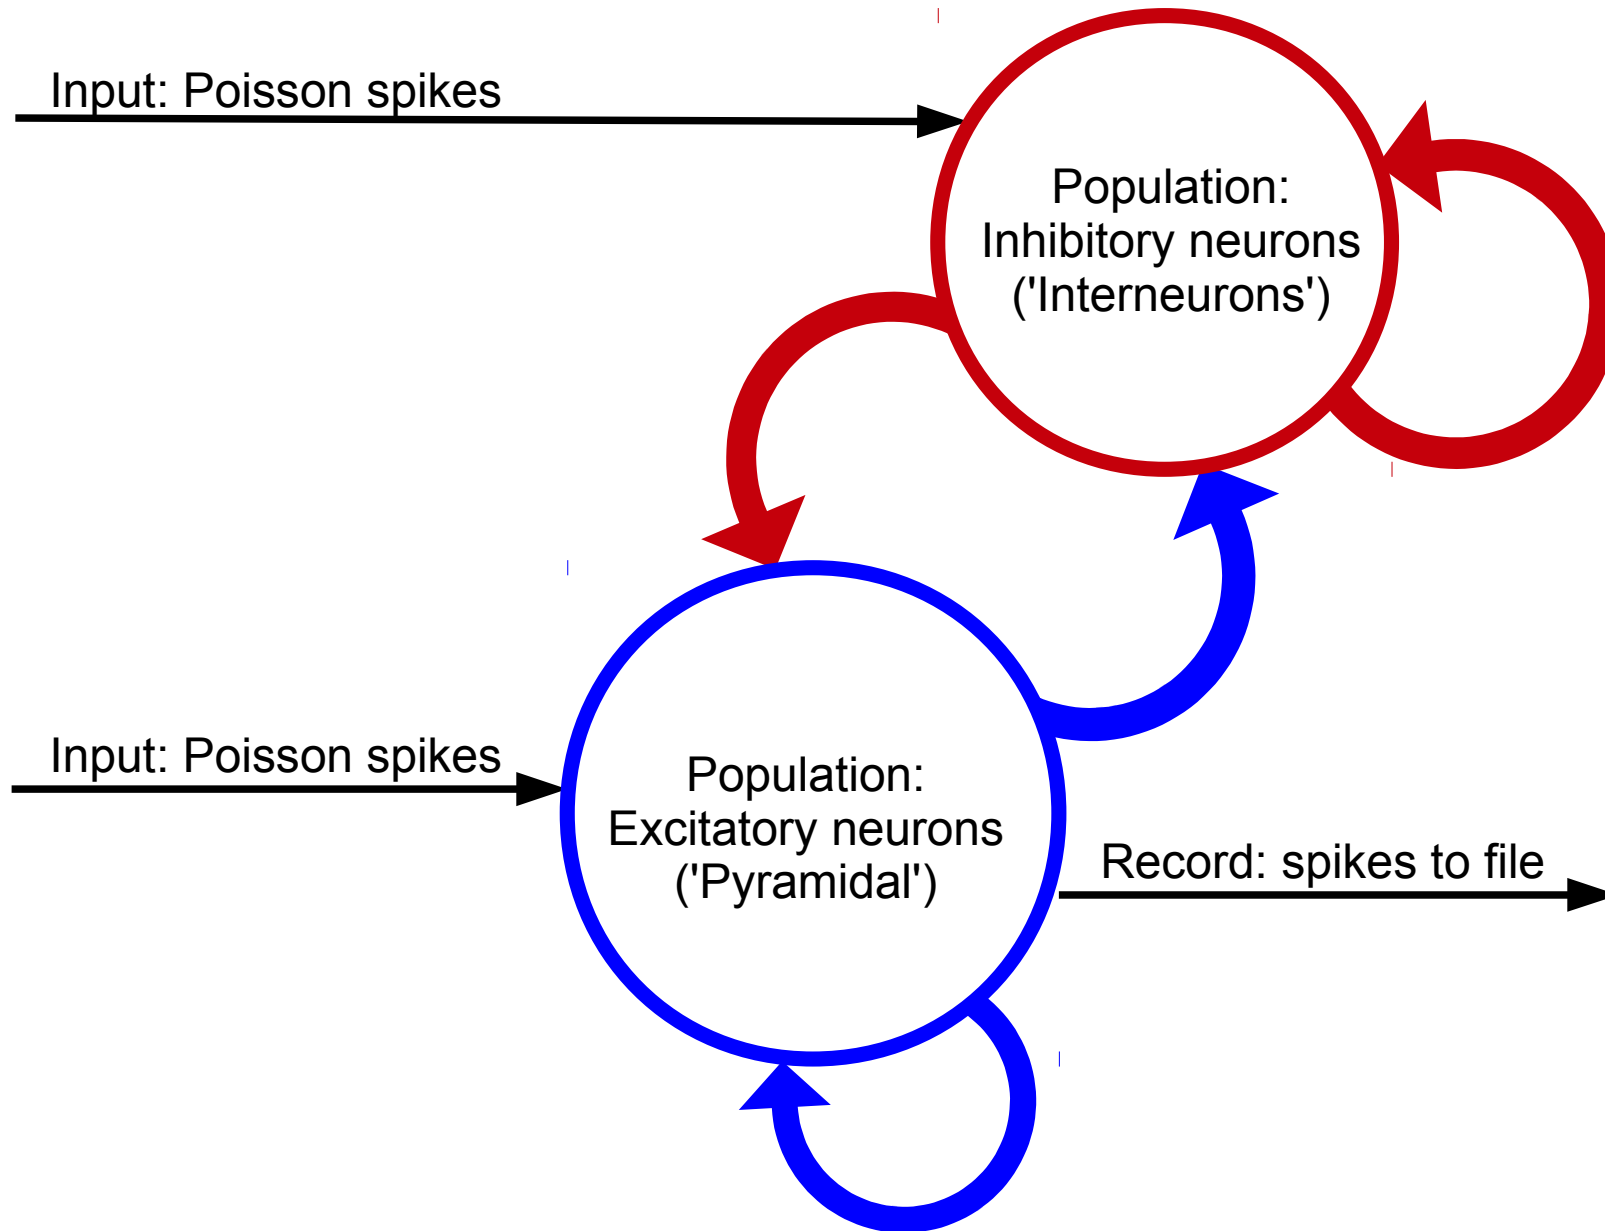 Input: Poisson spikes
Population:
Inhibitory neurons
('Interneurons')
Input: Poisson spikes
Population:
Excitatory neurons
('Pyramidal')
Record: spikes to file